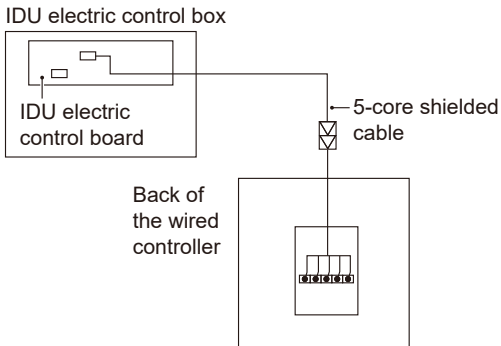 IDU electric control box
IDU electric
control board
5-core shielded
cable
Back of
the wired
controller